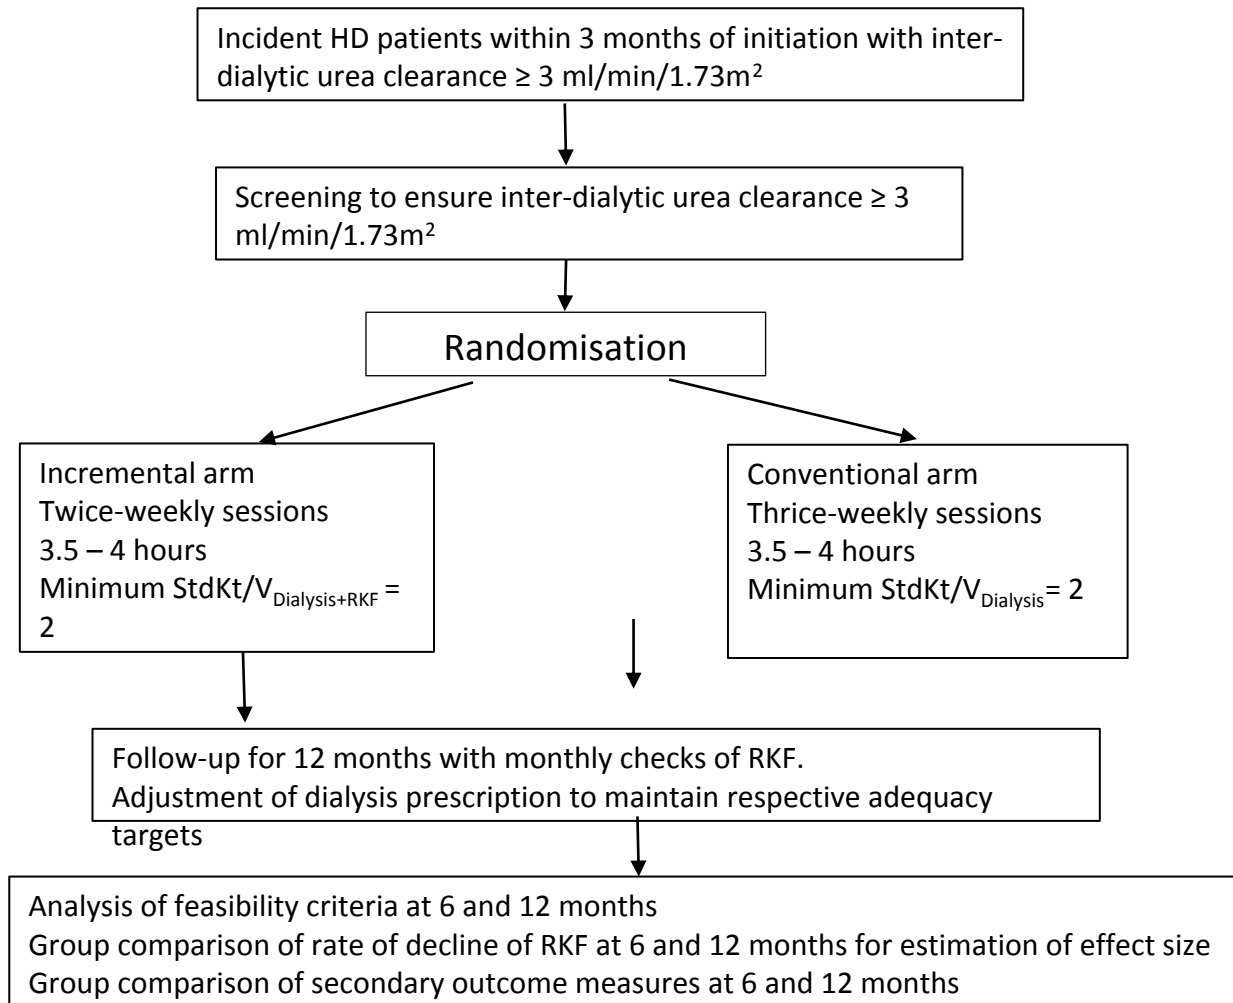 Incident HD patients within 3 months of initiation with inter-
dialytic urea clearance ≥ 3 ml/min/1.73m²
Screening to ensure inter-dialytic urea clearance ≥ 3
ml/min/1.73m²
Randomisation
Incremental arm
Twice-weekly sessions
3.5 – 4 hours
Minimum StdKt/V Dialysis+RKF =
2
Conventional arm
Thrice-weekly sessions
3.5 – 4 hours
Minimum StdKt/V Dialysis= 2
Follow-up for 12 months with monthly checks of RKF.
Adjustment of dialysis prescription to maintain respective adequacy
targets
Analysis of feasibility criteria at 6 and 12 months
Group comparison of rate of decline of RKF at 6 and 12 months for estimation of effect size
Group comparison of secondary outcome measures at 6 and 12 months